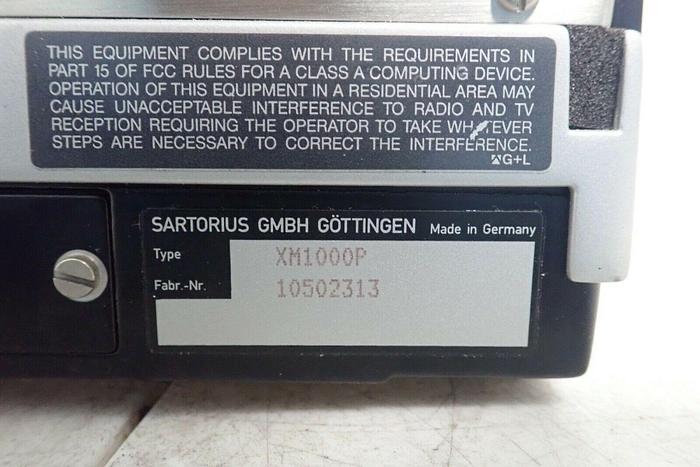 THIS EQUIPMENT COMPLIES WITH THE REQUIREMENTS IN
PART 15 OF FCC RULES FOR A CLASS A COMPUTING DEVICE.
OPERATION OF THIS EQUIPMENT IN A RESIDENTIAL AREA MAY
CAUSE UNACCEPTABLE INTERFERENCE TO RADIO AND TV
RECEPTION REQUIRING THE OPERATOR TO TAKE WHATEVER
STEPS ARE NECESSARY TO CORRECT THE INTERFERENCE.
G+L
SARTORIUS GMBH GÖTTINGEN Made in Germany
Type XM1000P
Fabr.-Nr. 10502313